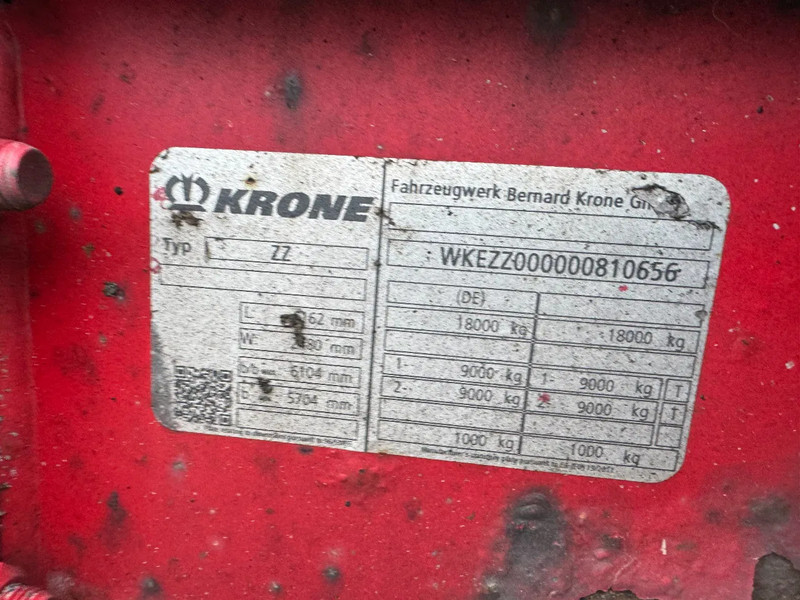 KRONE
Typ ZZ
L: 62 mm
W: 80 mm
b/b 6104 mm
b 5704 mm
Fahrzeugwerk Bernard Krone
WKEZZ000000810656
(DE)
18000 kg 18000 kg
1- 9000 kg 1- 9000 kg T
2- 9000 kg 2- 9000 kg T
1000 kg 1000 kg